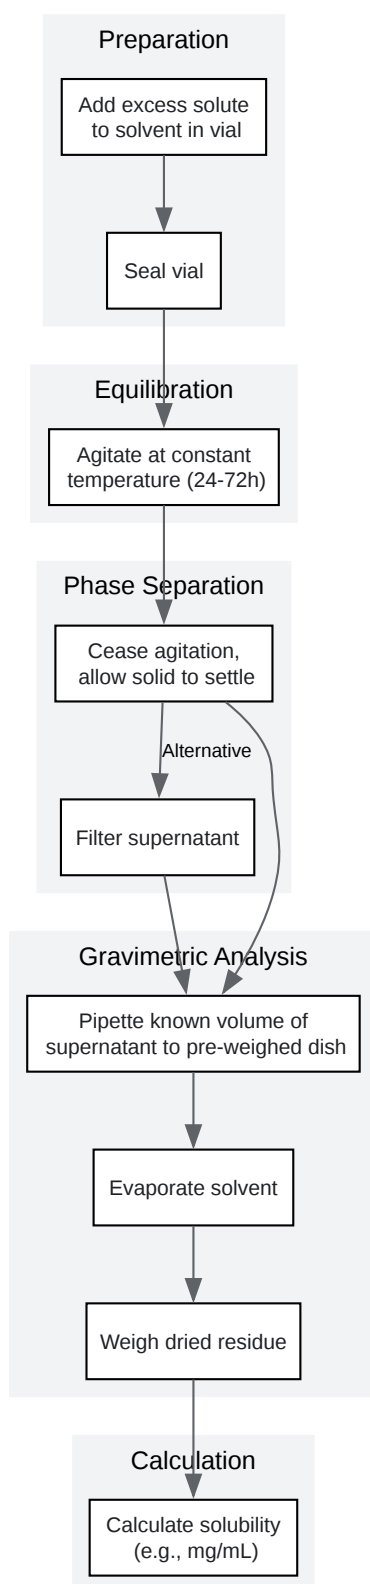 Preparation
Add excess solute
to solvent in vial
Seal vial
Equilibration
Agitate at constant
temperature (24-72h)
Phase Separation
Cease agitation,
allow solid to settle
Alternative
Filter supernatant
Gravimetric Analysis
Pipette known volume of
supernatant to pre-weighed dish
Evaporate solvent
Weigh dried residue
Calculation
Calculate solubility
(e.g., mg/mL)